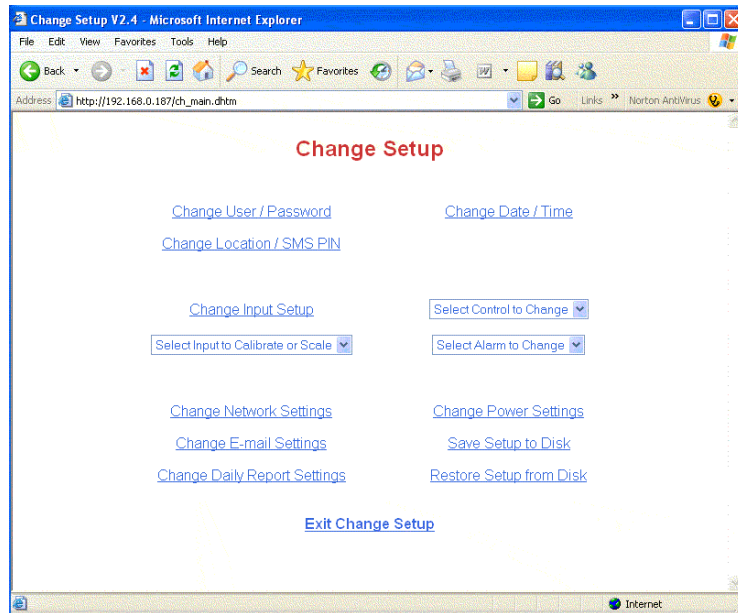 Change Setup V2.4 - Microsoft Internet Explorer
File Edit View Favorites Tools Help
Back Search Favorites
Address http://192.168.0.187/ch_main.dhtm Go Links » Norton AntiVirus
Change Setup
Change User / Password Change Date / Time
Change Location / SMS PIN
Change Input Setup Select Control to Change
Select Input to Calibrate or Scale Select Alarm to Change
Change Network Settings Change Power Settings
Change E-mail Settings Save Setup to Disk
Change Daily Report Settings Restore Setup from Disk
Exit Change Setup
Internet